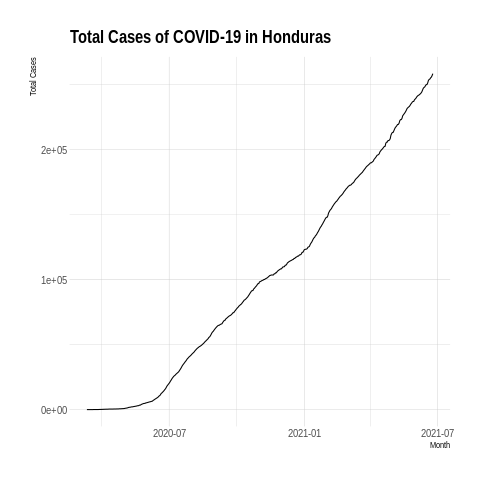 Total Cases of COVID-19 in Honduras
Total Cases
2e+05
1e+05
0e+00
2020-07
2021-01
2021-07
Month